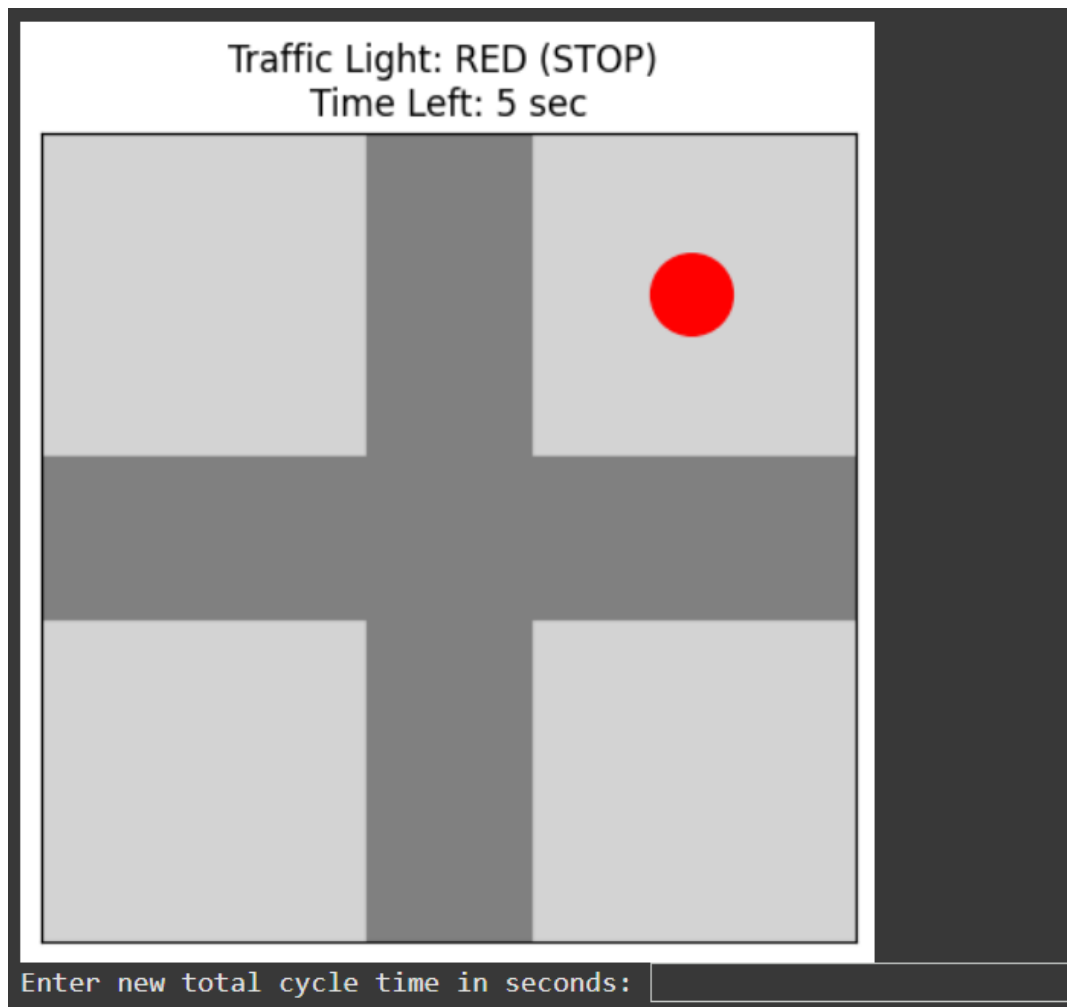 Traffic Light: RED (STOP)
Time Left: 5 sec
Enter new total cycle time in seconds: